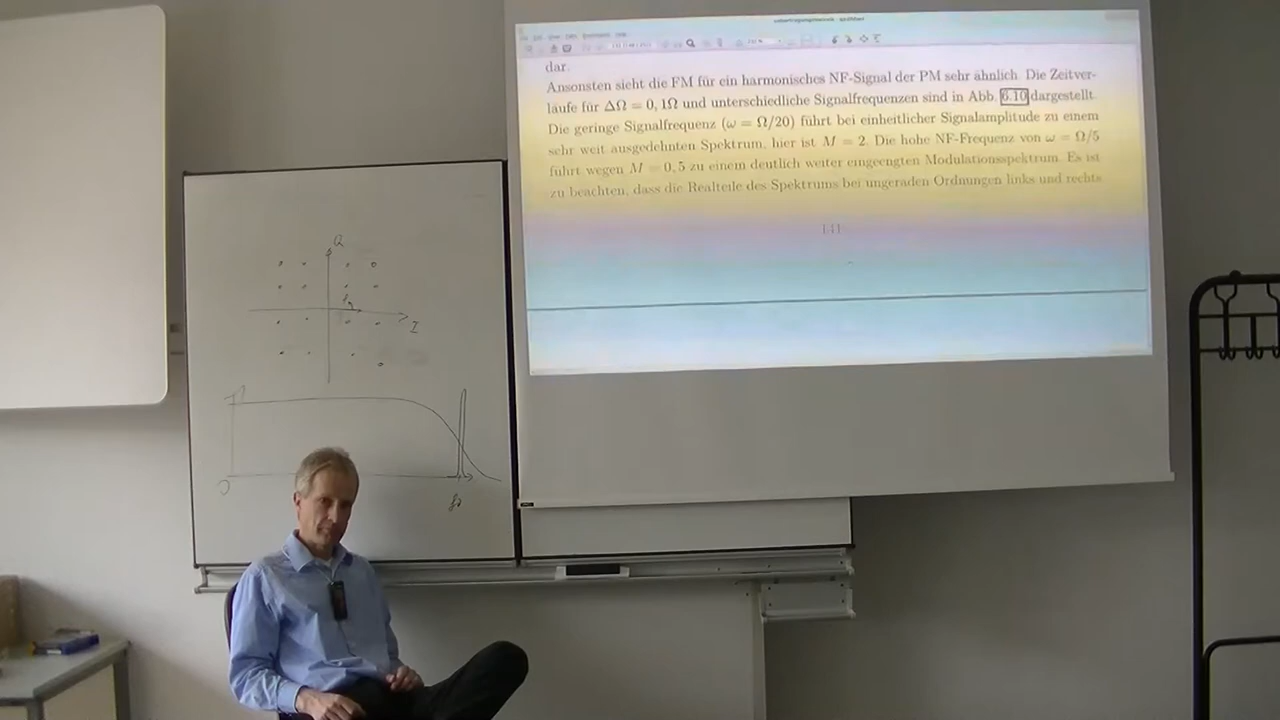 dar.
Ansonsten sieht die FM für ein harmonisches NF-Signal der PM sehr ähnlich. Die Zeitver-
läufe für ΔΩ = 0, 1Ω und unterschiedliche Signalfrequenzen sind in Abb. 6.10 dargestellt.
Die geringe Signalfrequenz (ω = Ω/20) führt bei einheitlicher Signalamplitude zu einem
sehr weit ausgedehnten Spektrum, hier ist M = 2. Die hohe NF-Frequenz von ω = Ω/5
führt wegen M = 0, 5 zu einem deutlich weiter eingeengten Modulationsspektrum. Es ist
zu beachten, dass die Realteile des Spektrums bei ungeraden Ordnungen links und rechts
141
Q
I
0